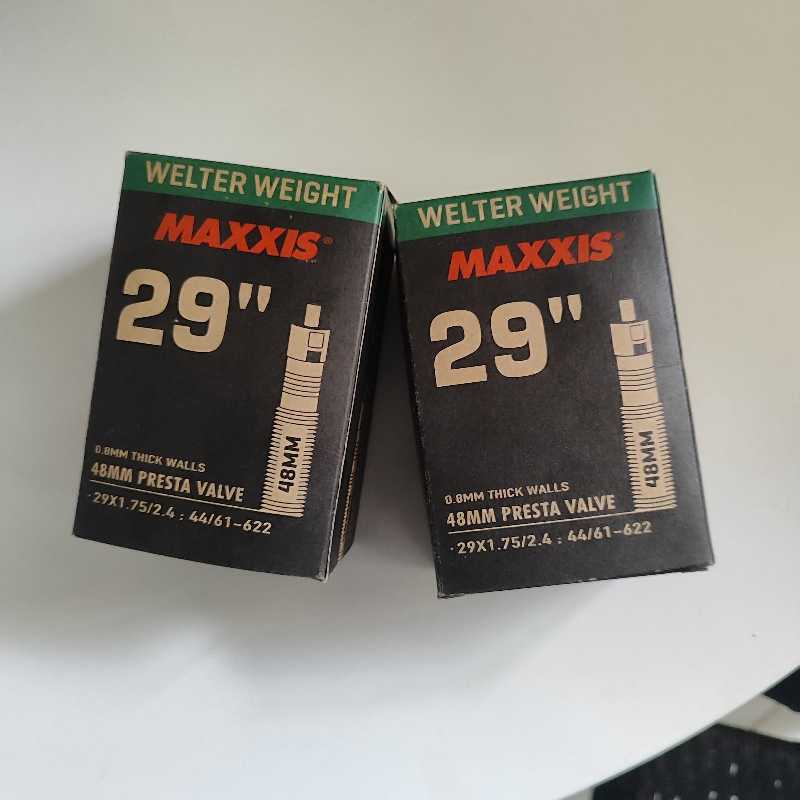 WELTER WEIGHT
MAXXIS®
29"
48MM
0.8MM THICK WALLS
48MM PRESTA VALVE
·29X1.75/2.4 : 44/61-622
WELTER WEIGHT
MAXXIS®
29"
48MM
0.8MM THICK WALLS
48MM PRESTA VALVE
·29X1.75/2.4 : 44/61-622